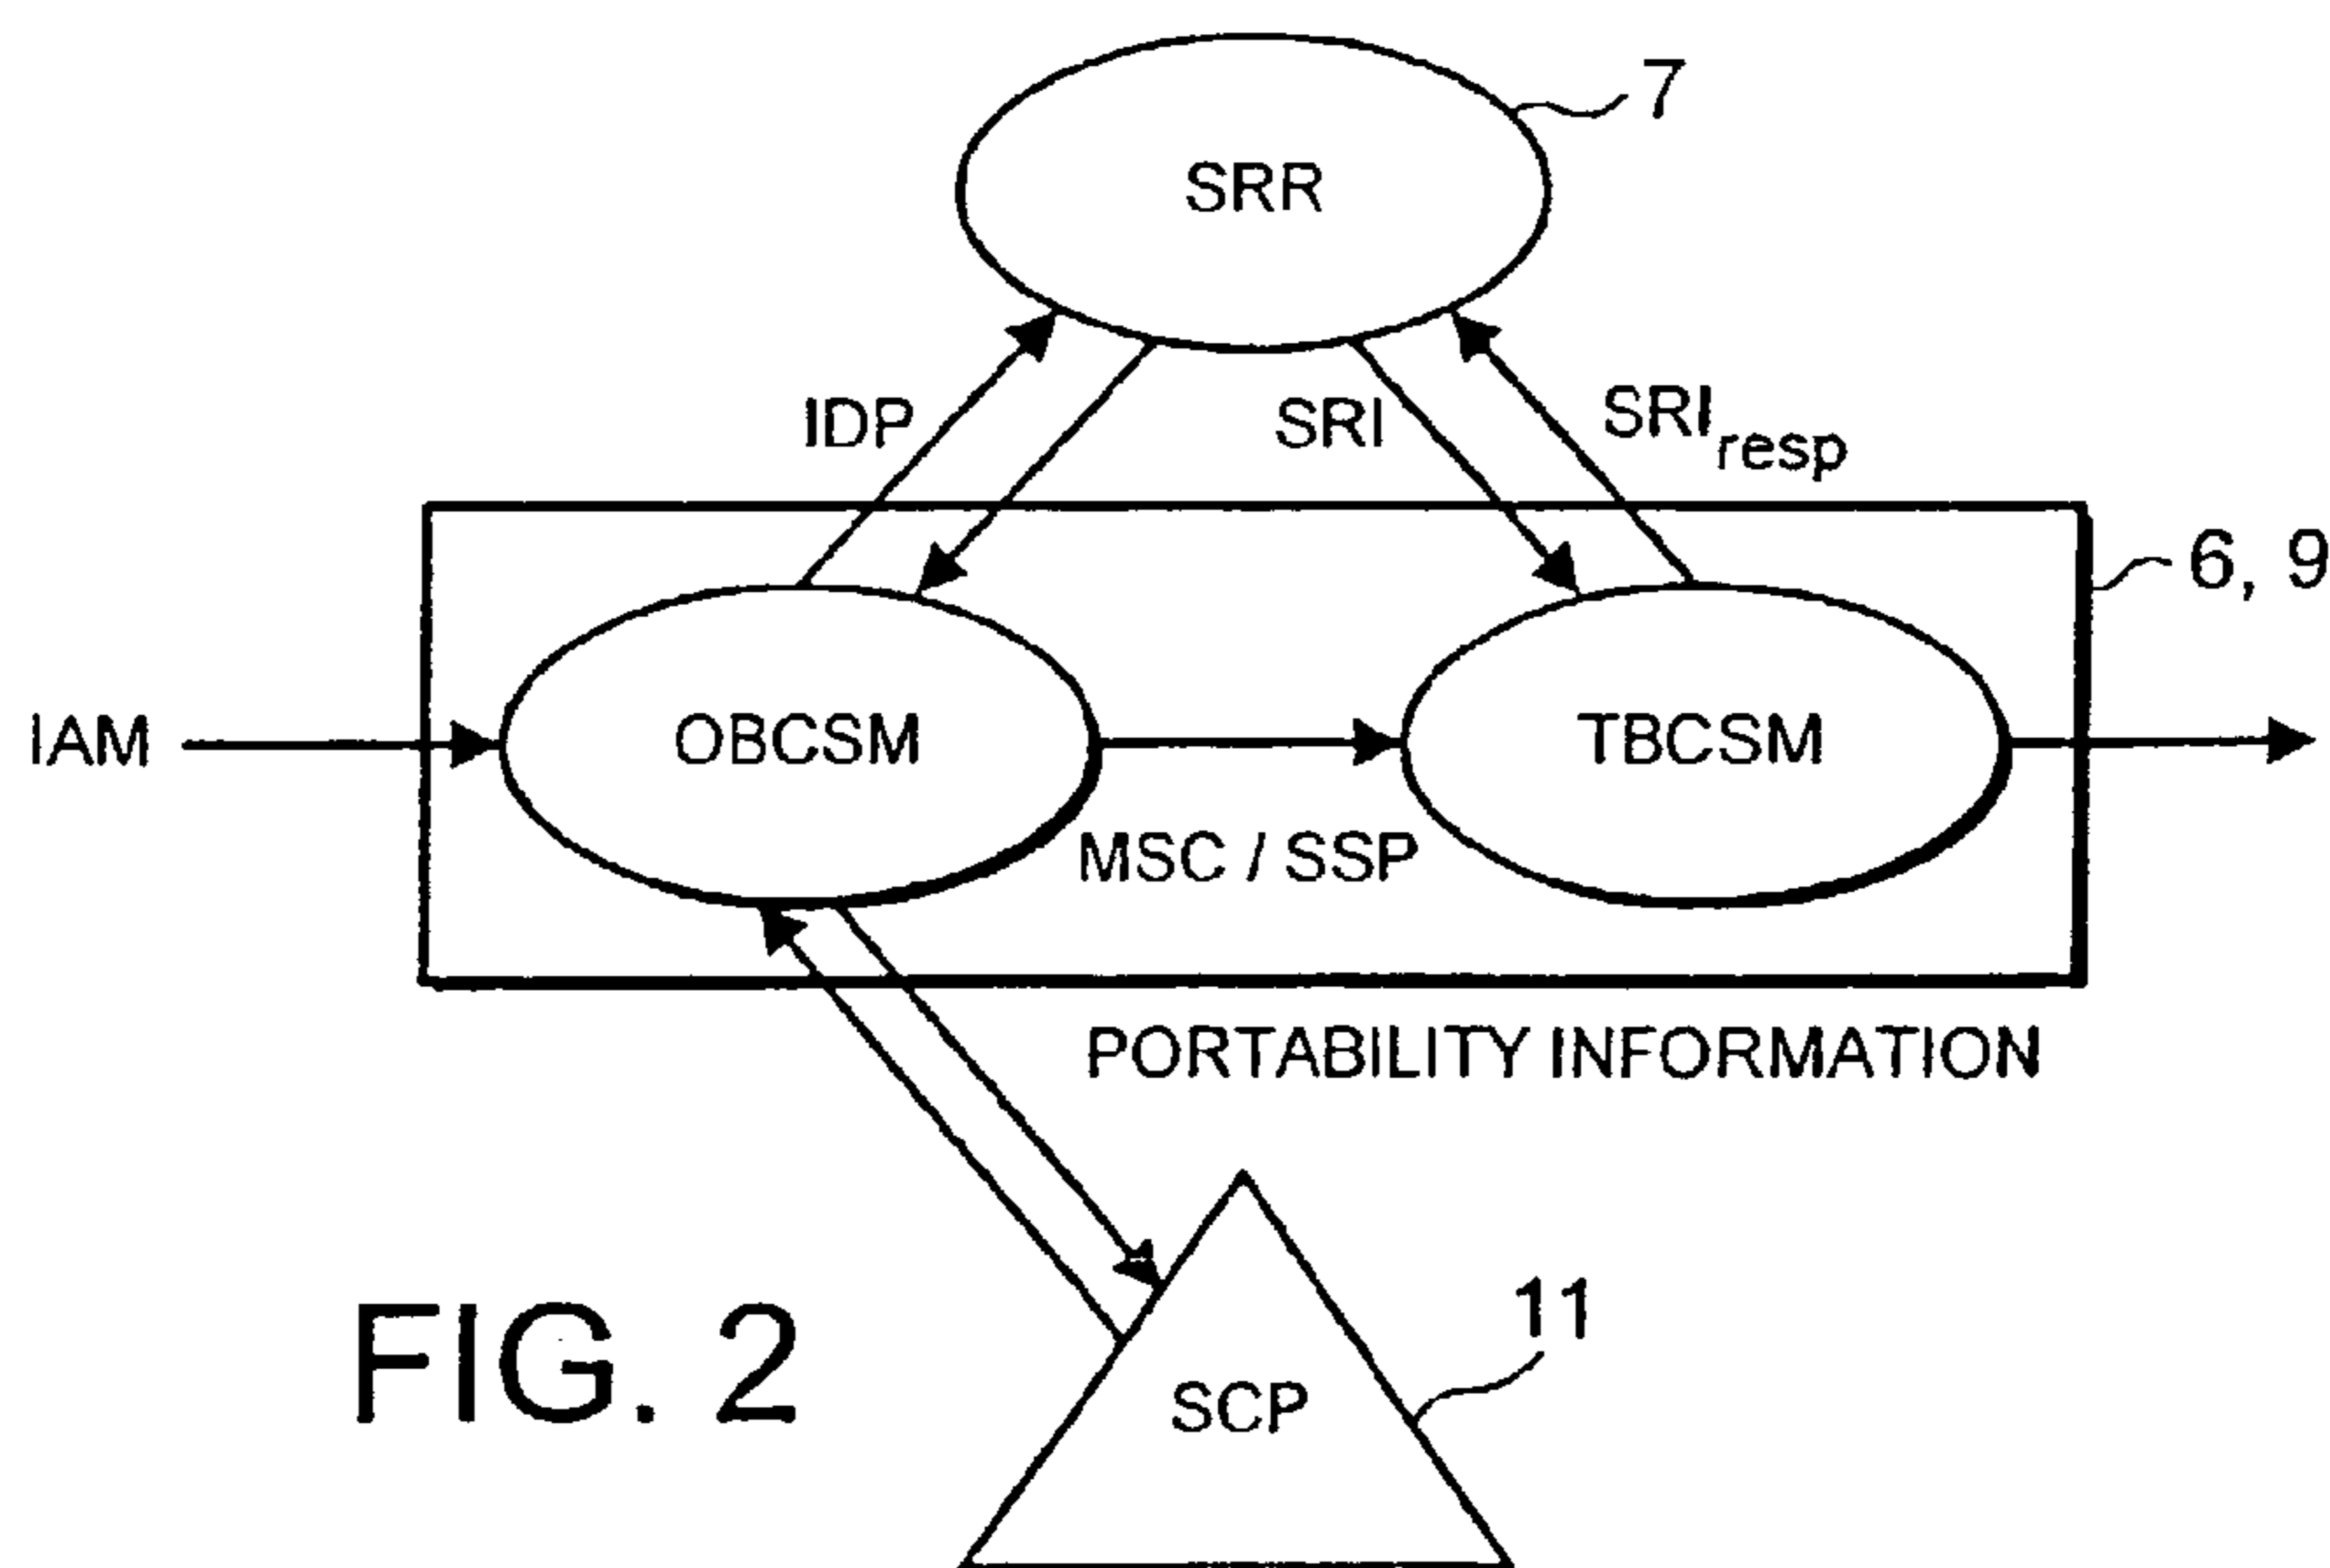 7
SRR
IDP
SRI
SRIresp
6, 9
IAM
OBCSM
TBCSM
MSC / SSP
PORTABILITY INFORMATION
11
FIG. 2
SCP